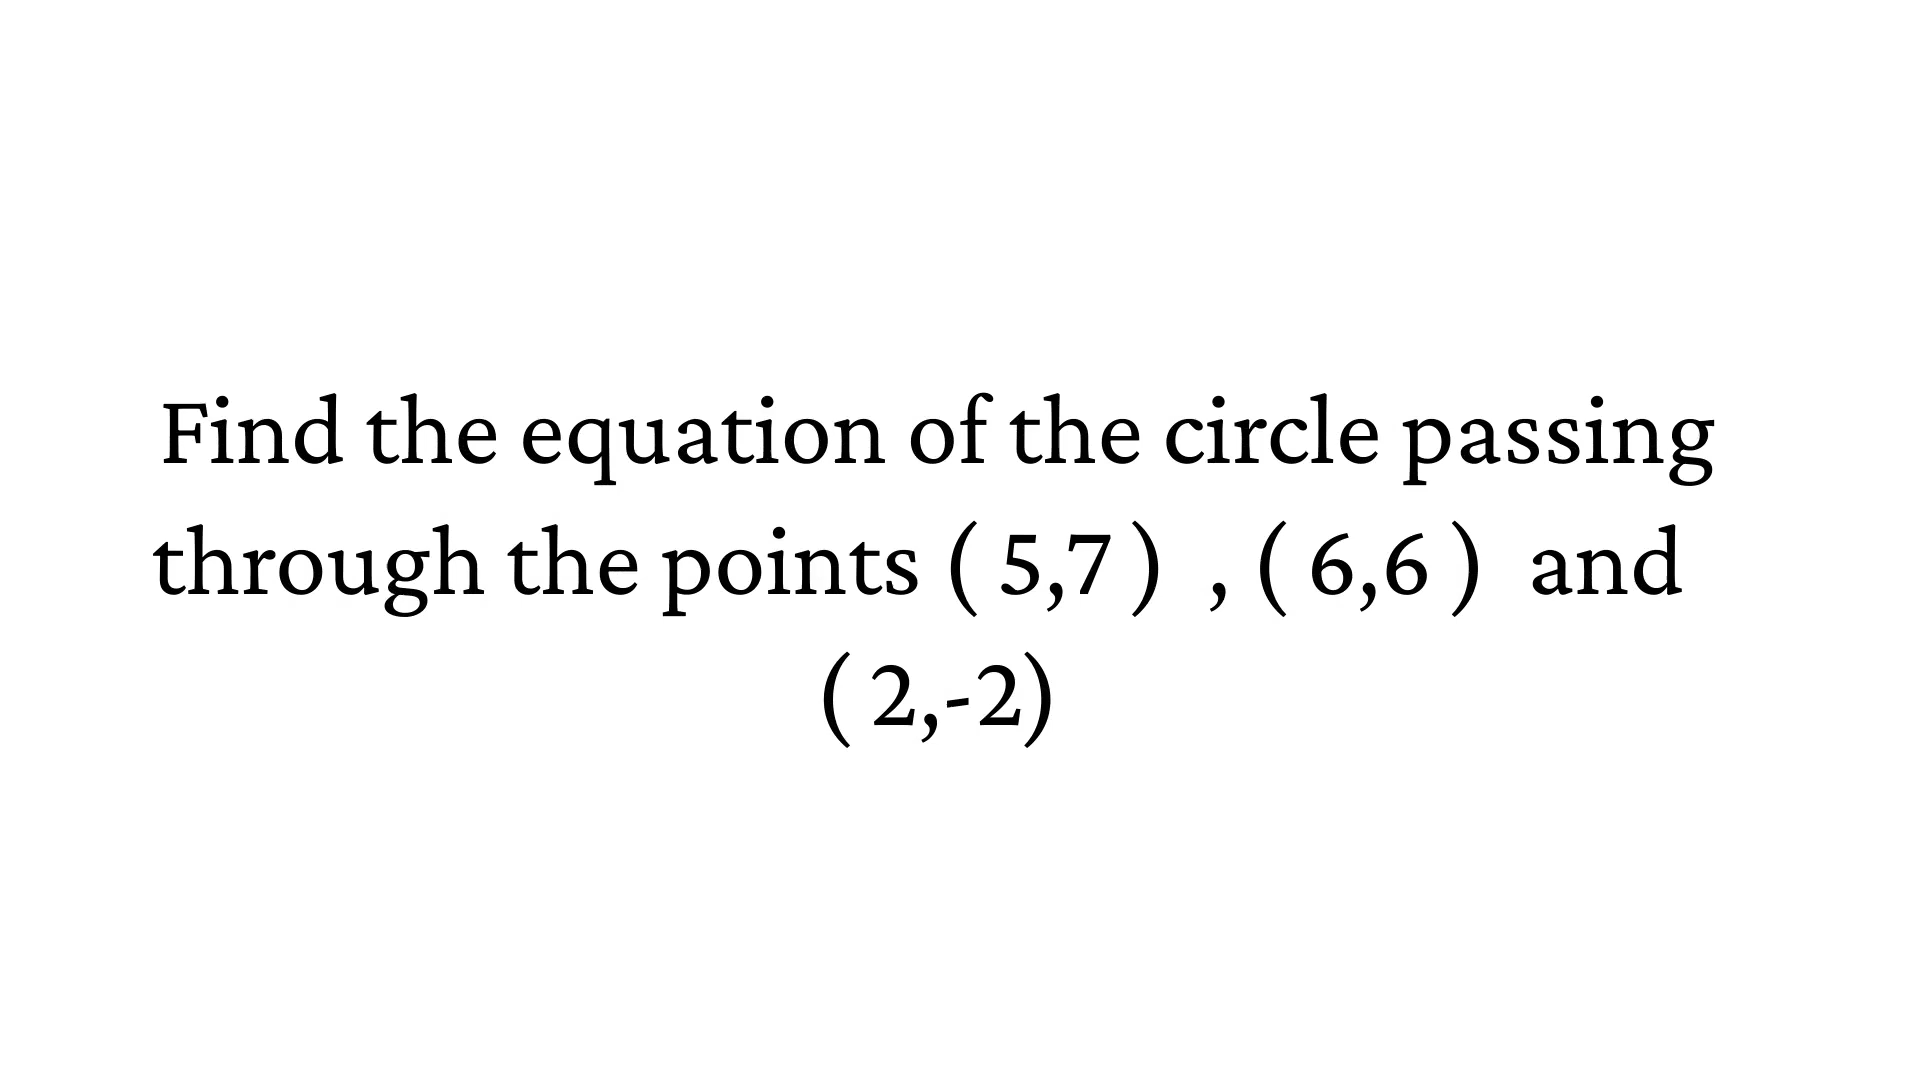 Find the equation of the circle passing
through the points ( 5,7 ) , ( 6,6 ) and
( 2,-2)